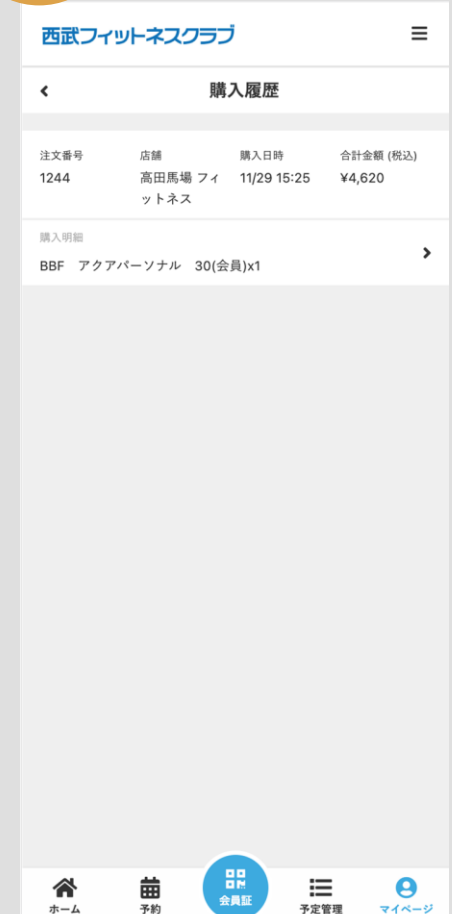 西武フィットネスクラブ
購入履歴
注文番号 店舗 購入日時 合計金額 (税込)
1244 高田馬場 フィ 11/29 15:25 ¥4,620
ットネス
購入明細
BBF　アクアパーソナル　30(会員)x1
ホーム 予約 会員証 予定管理 マイページ